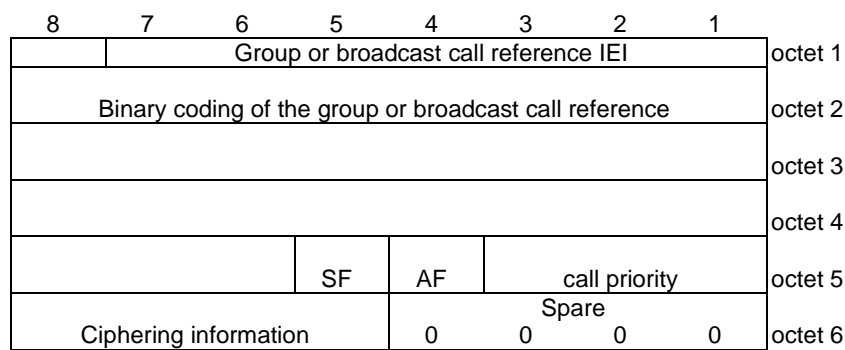 8 7 6 5 4 3 2 1
Group or broadcast call reference IEI octet 1
Binary coding of the group or broadcast call reference octet 2
octet 3
octet 4
SF AF call priority octet 5
Spare
Ciphering information 0 0 0 0 octet 6